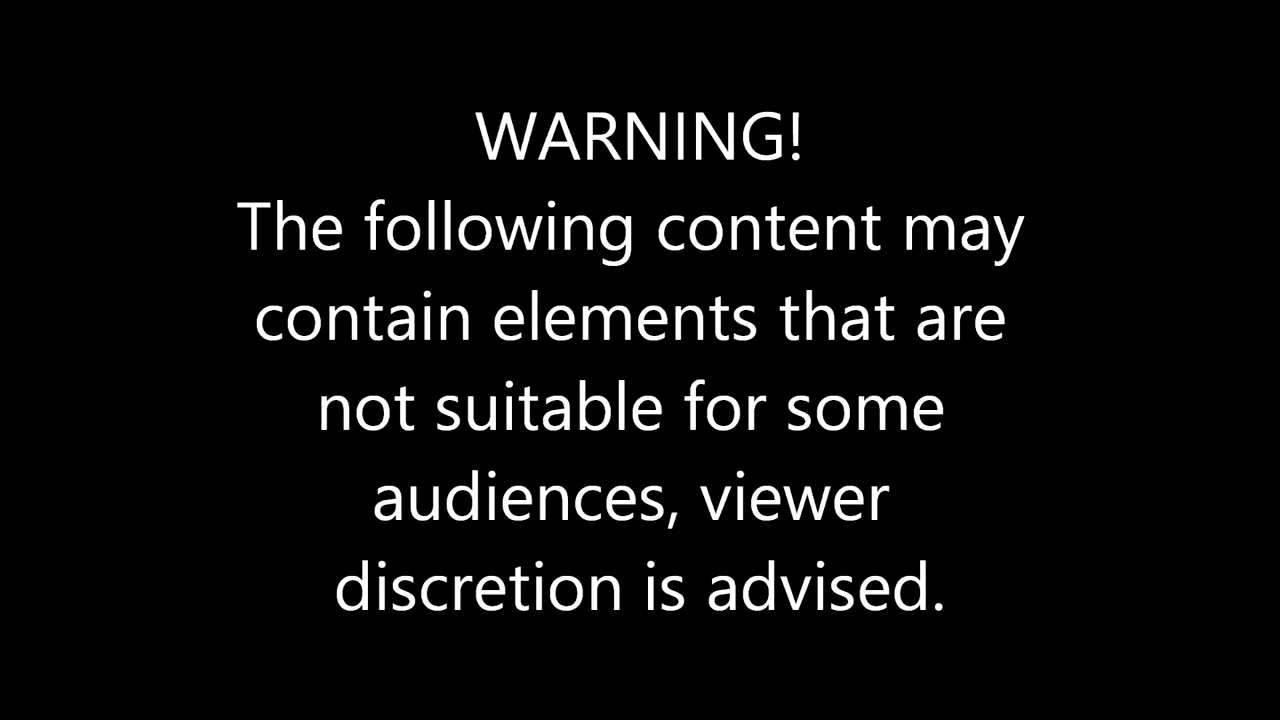 WARNING!
The following content may
contain elements that are
not suitable for some
audiences, viewer
discretion is advised.